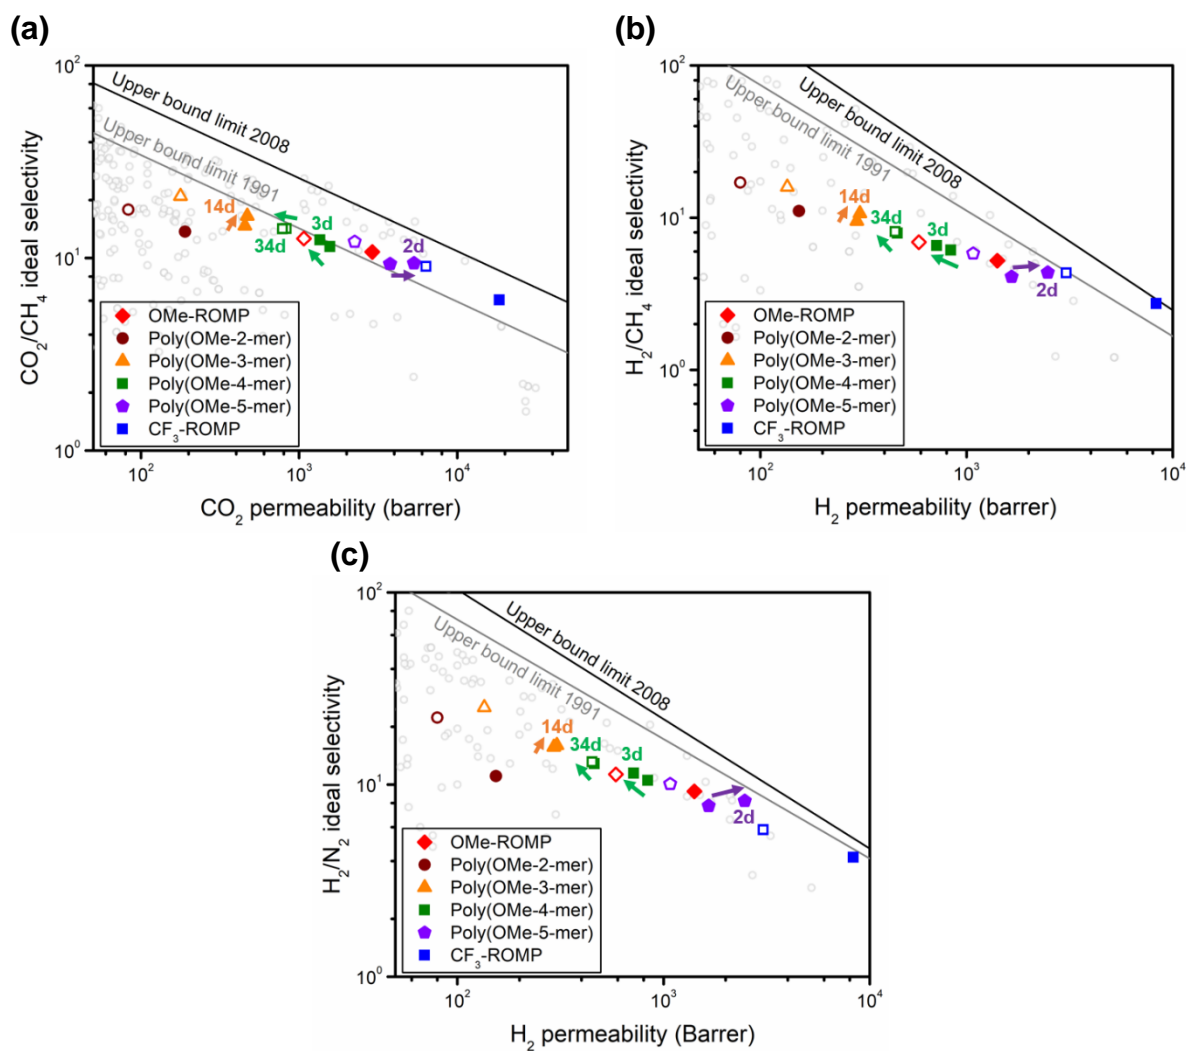 (a)
10²
Upper bound limit 2008
Upper bound limit 1991
14d
3d
34d
2d
10¹
OMe-ROMP
Poly(OMe-2-mer)
Poly(OMe-3-mer)
Poly(OMe-4-mer)
Poly(OMe-5-mer)
CF₃-ROMP
10⁰
10² 10³ 10⁴
CO₂/CH₄ ideal selectivity
CO₂ permeability (barrer)
(b)
10²
Upper bound limit 2008
Upper bound limit 1991
14d
34d
3d
2d
10¹
OMe-ROMP
Poly(OMe-2-mer)
Poly(OMe-3-mer)
Poly(OMe-4-mer)
Poly(OMe-5-mer)
CF₃-ROMP
10⁰
10² 10³ 10⁴
H₂/CH₄ ideal selectivity
H₂ permeability (barrer)
(c)
10²
Upper bound limit 2008
Upper bound limit 1991
14d
34d
3d
2d
10¹
OMe-ROMP
Poly(OMe-2-mer)
Poly(OMe-3-mer)
Poly(OMe-4-mer)
Poly(OMe-5-mer)
CF₃-ROMP
10⁰
10² 10³ 10⁴
H₂/N₂ ideal selectivity
H₂ permeability (Barrer)